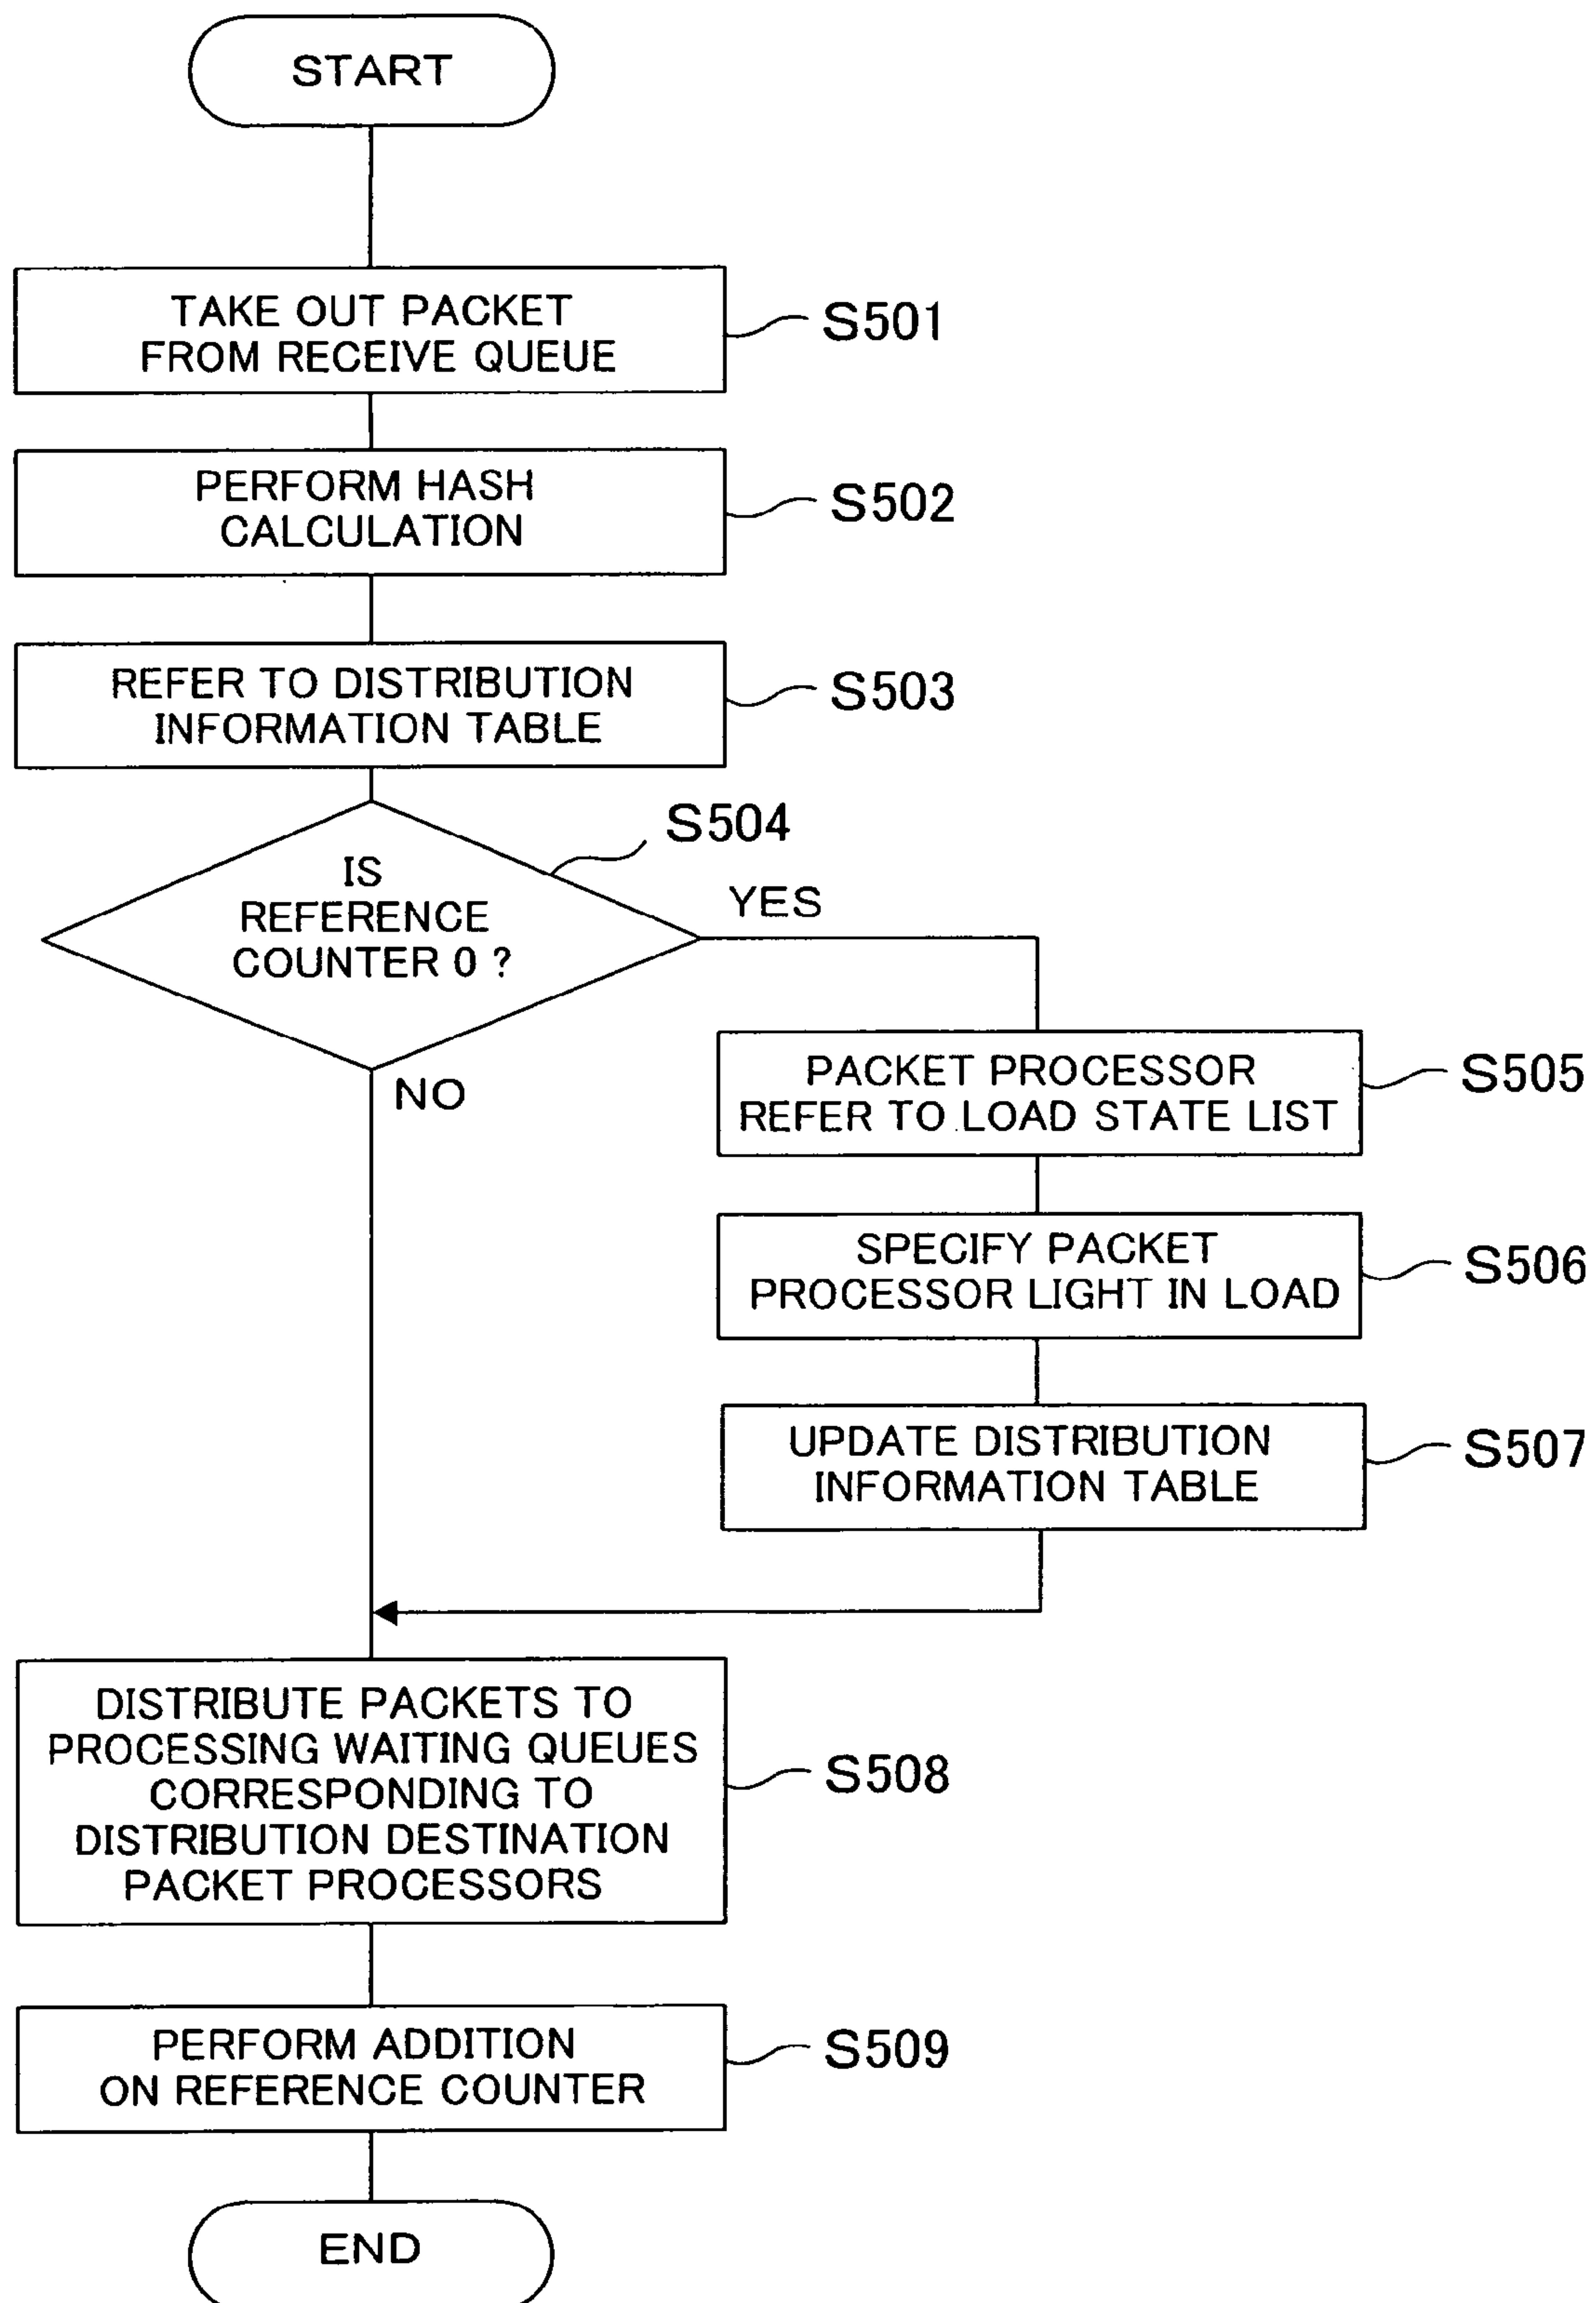 START
TAKE OUT PACKET
FROM RECEIVE QUEUE
S501
PERFORM HASH
CALCULATION
S502
REFER TO DISTRIBUTION
INFORMATION TABLE
S503
S504
IS
REFERENCE
COUNTER 0 ?
YES
NO
PACKET PROCESSOR
REFER TO LOAD STATE LIST
S505
SPECIFY PACKET
PROCESSOR LIGHT IN LOAD
S506
UPDATE DISTRIBUTION
INFORMATION TABLE
S507
DISTRIBUTE PACKETS TO
PROCESSING WAITING QUEUES
CORRESPONDING TO
DISTRIBUTION DESTINATION
PACKET PROCESSORS
S508
PERFORM ADDITION
ON REFERENCE COUNTER
S509
END